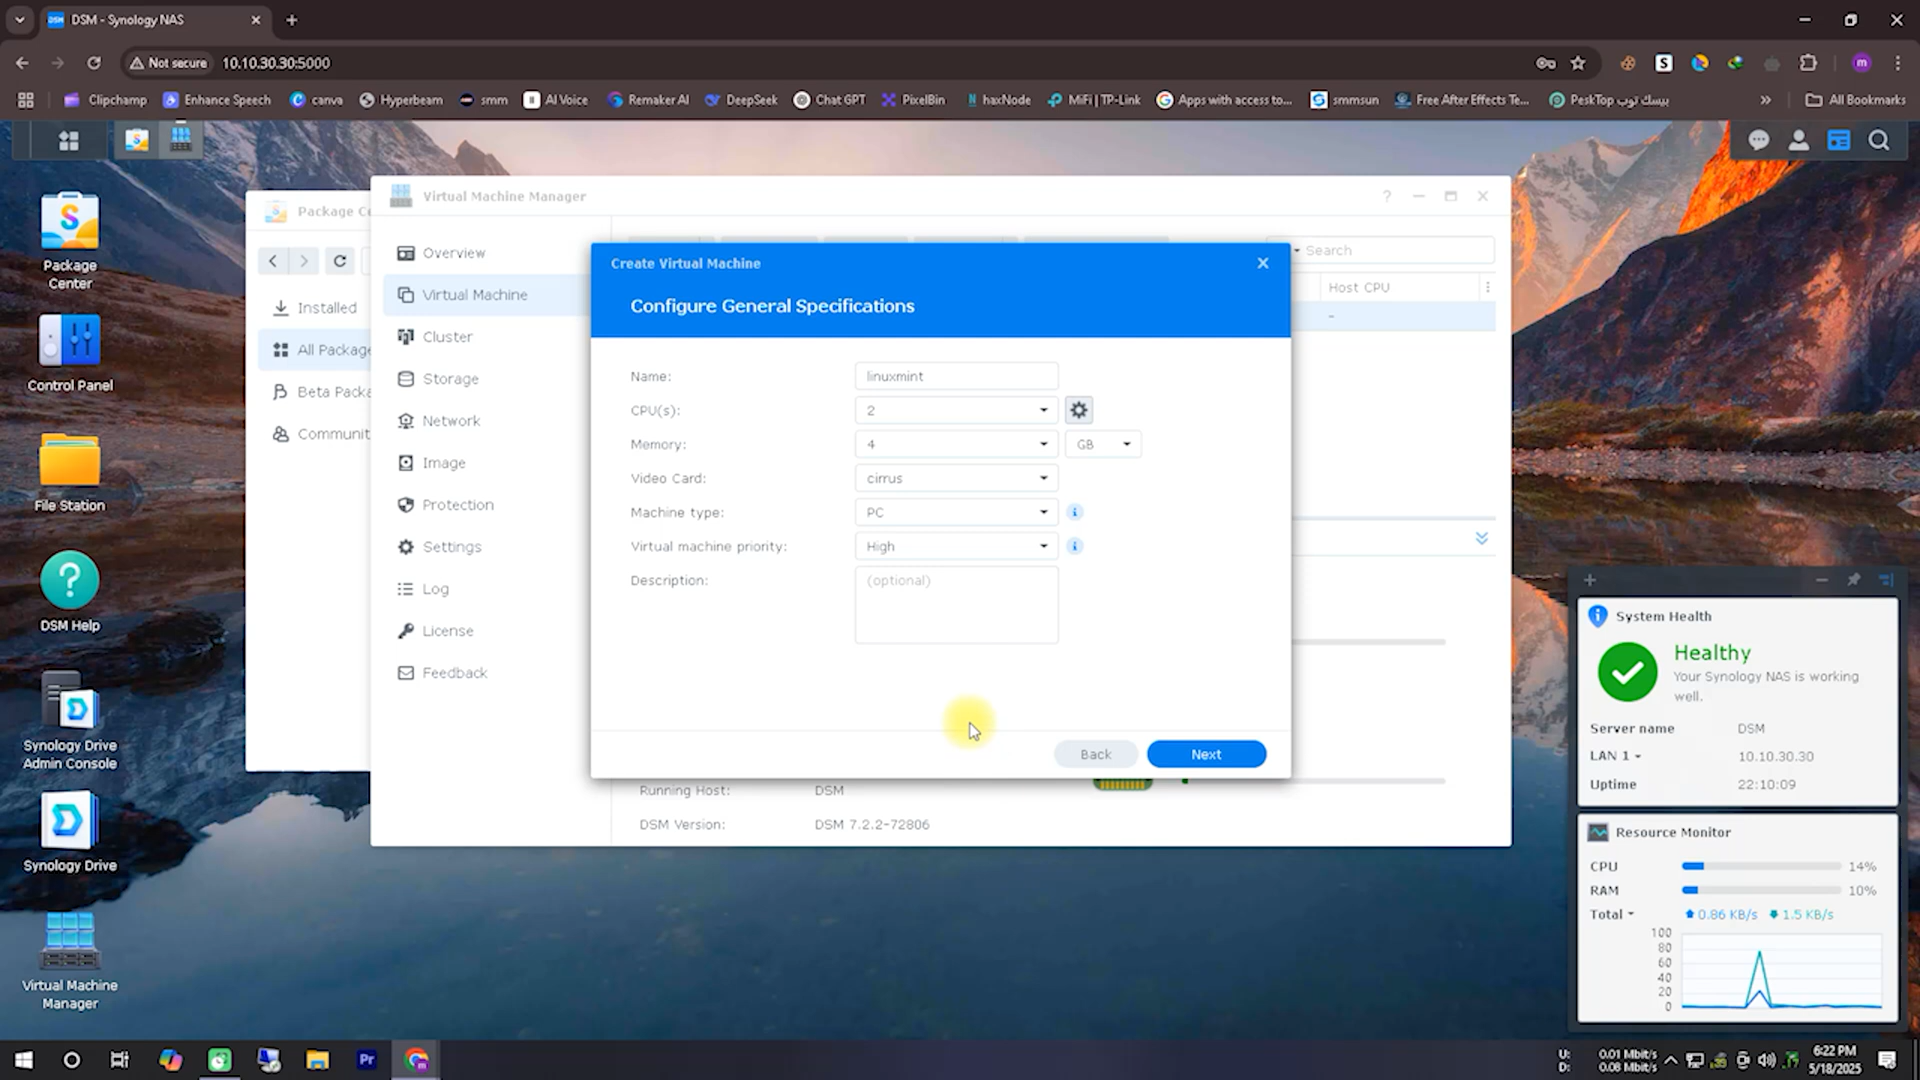 DSM - Synology NAS
Not secure
10.10.30.30:5000
Clipchamp
Enhance Speech
canva
Hyperbeam
smm
AI Voice
Remaker AI
DeepSeek
Chat GPT
PixelBin
haxNode
MiFi | TP-Link
Apps with access to...
smmsun
Free After Effects Te...
PeskTop بيسك توب
All Bookmarks
Package Center
Control Panel
File Station
DSM Help
Synology Drive Admin Console
Synology Drive
Virtual Machine Manager
Package Ce
Installed
All Package
Beta Packa
Communit
Virtual Machine Manager
Overview
Virtual Machine
Cluster
Storage
Network
Image
Protection
Settings
Log
License
Feedback
Search
Host CPU
-
Create Virtual Machine
Configure General Specifications
Name:
linuxmint
CPU(s):
2
Memory:
4
GB
Video Card:
cirrus
Machine type:
PC
Virtual machine priority:
High
Description:
(optional)
Back
Next
Running Host:
DSM
DSM Version:
DSM 7.2.2-72806
System Health
Healthy
Your Synology NAS is working well.
Server name
DSM
LAN 1
10.10.30.30
Uptime
22:10:09
Resource Monitor
CPU
14%
RAM
10%
Total
0.86 KB/s
1.5 KB/s
100
80
60
40
20
0
U:
0.01 Mbit/s
D:
0.08 Mbit/s
6:22 PM
5/18/2025